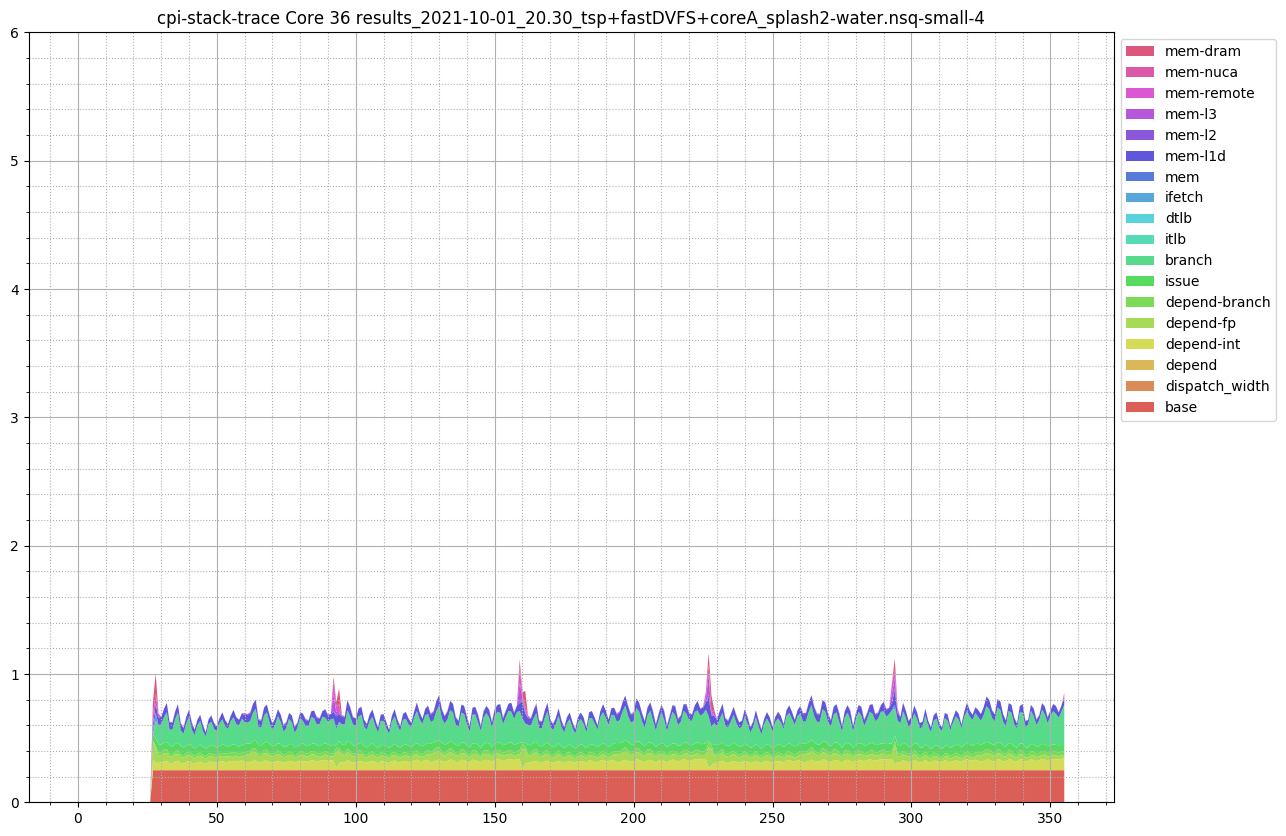 cpi-stack-trace Core 36 results_2021-10-01_20.30_tsp+fastDVFS+coreA_splash2-water.nsq-small-4
6
5
4
3
2
1
0
0 50 100 150 200 250 300 350
mem-dram
mem-nuca
mem-remote
mem-l3
mem-l2
mem-l1d
mem
ifetch
dtlb
itlb
branch
issue
depend-branch
depend-fp
depend-int
depend
dispatch_width
base